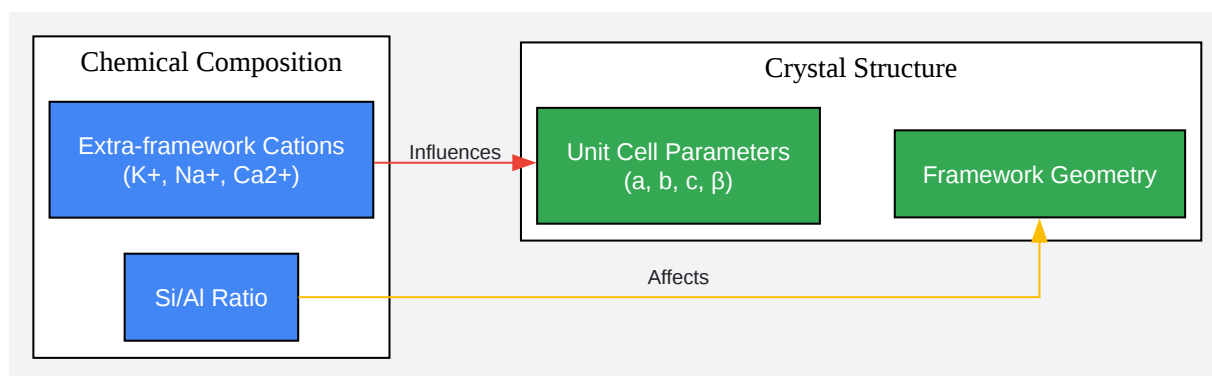 Chemical Composition
Extra-framework Cations
(K+, Na+, Ca2+)
Si/Al Ratio
Influences
Affects
Crystal Structure
Unit Cell Parameters
(a, b, c, β)
Framework Geometry